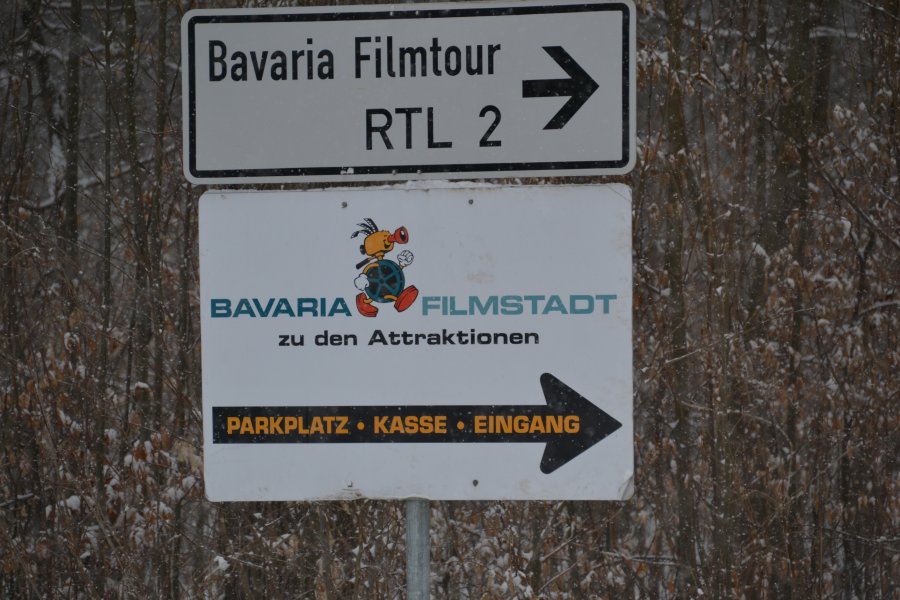 Bavaria Filmtour
RTL 2
BAVARIA FILMSTADT
zu den Attraktionen
PARKPLATZ • KASSE • EINGANG